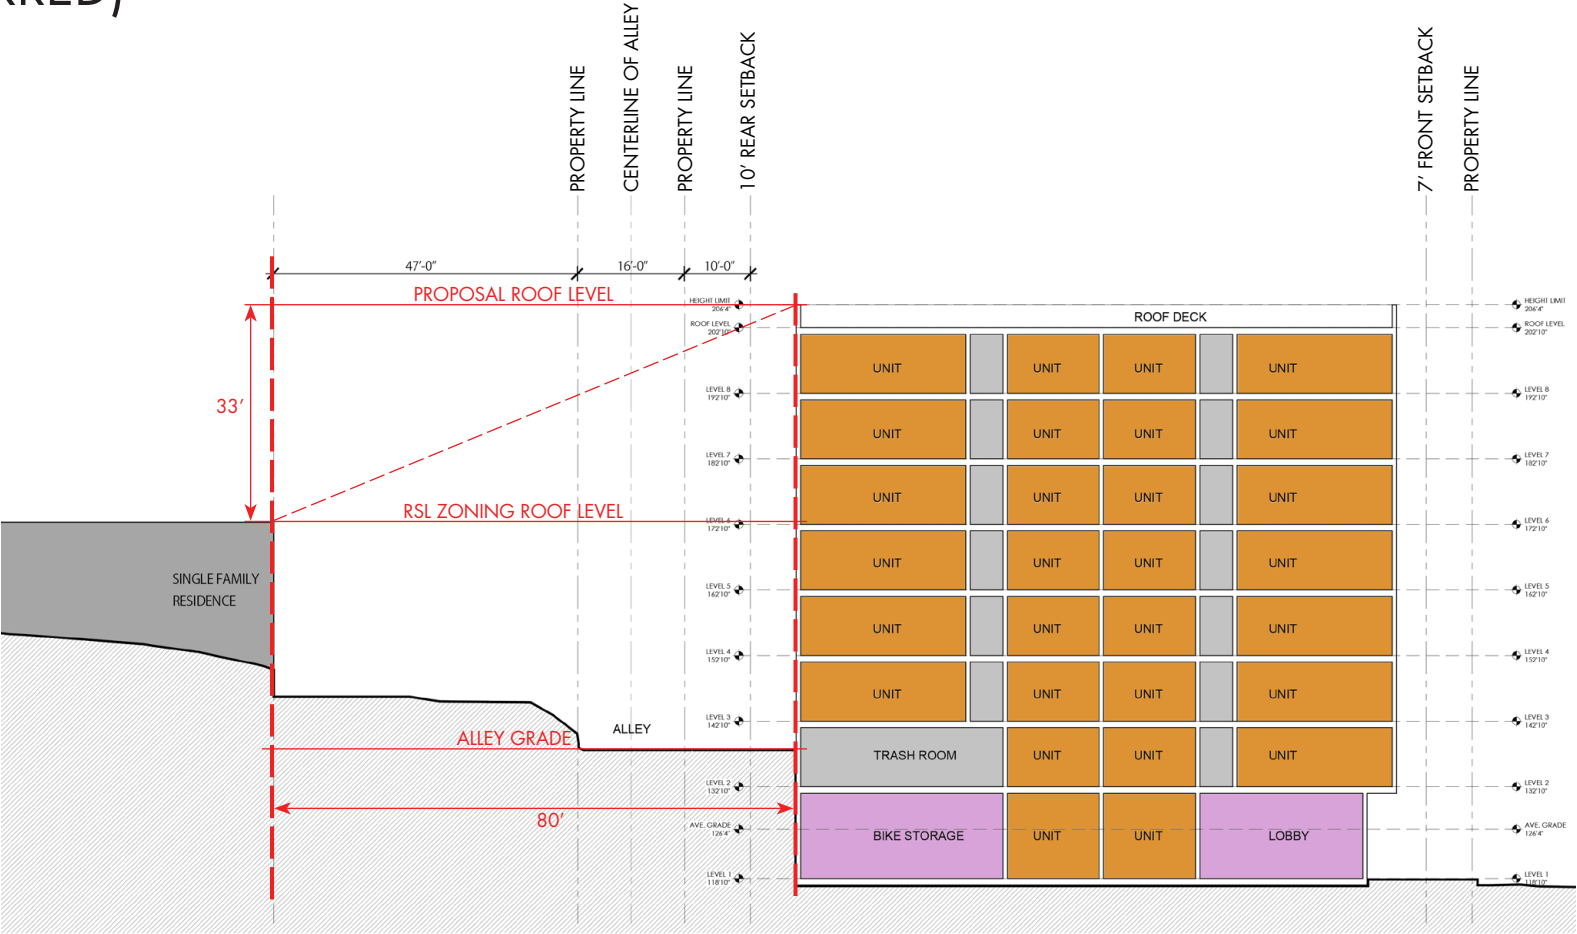 PROPERTY LINE
CENTERLINE OF ALLEY
PROPERTY LINE
10’ REAR SETBACK
7’ FRONT SETBACK
PROPERTY LINE
47’-0”
16’-0”
10’-0”
PROPOSAL ROOF LEVEL
HEIGHT LIMIT
206'4"
ROOF LEVEL
202'10"
ROOF DECK
HEIGHT LIMIT
206'4"
ROOF LEVEL
202'10"
UNIT
UNIT
UNIT
UNIT
LEVEL 8
192'10"
LEVEL 8
192'10"
33’
UNIT
UNIT
UNIT
UNIT
LEVEL 7
182'10"
LEVEL 7
182'10"
RSL ZONING ROOF LEVEL
UNIT
UNIT
UNIT
UNIT
LEVEL 6
172'10"
LEVEL 6
172'10"
SINGLE FAMILY
RESIDENCE
UNIT
UNIT
UNIT
UNIT
LEVEL 5
162'10"
LEVEL 5
162'10"
UNIT
UNIT
UNIT
UNIT
LEVEL 4
152'10"
LEVEL 4
152'10"
UNIT
UNIT
UNIT
UNIT
LEVEL 3
142'10"
LEVEL 3
142'10"
ALLEY
ALLEY GRADE
TRASH ROOM
UNIT
UNIT
UNIT
LEVEL 2
132'10"
LEVEL 2
132'10"
80’
AVE. GRADE
126'4"
BIKE STORAGE
UNIT
UNIT
LOBBY
AVE. GRADE
126'4"
LEVEL 1
118'10"
LEVEL 1
118'10"